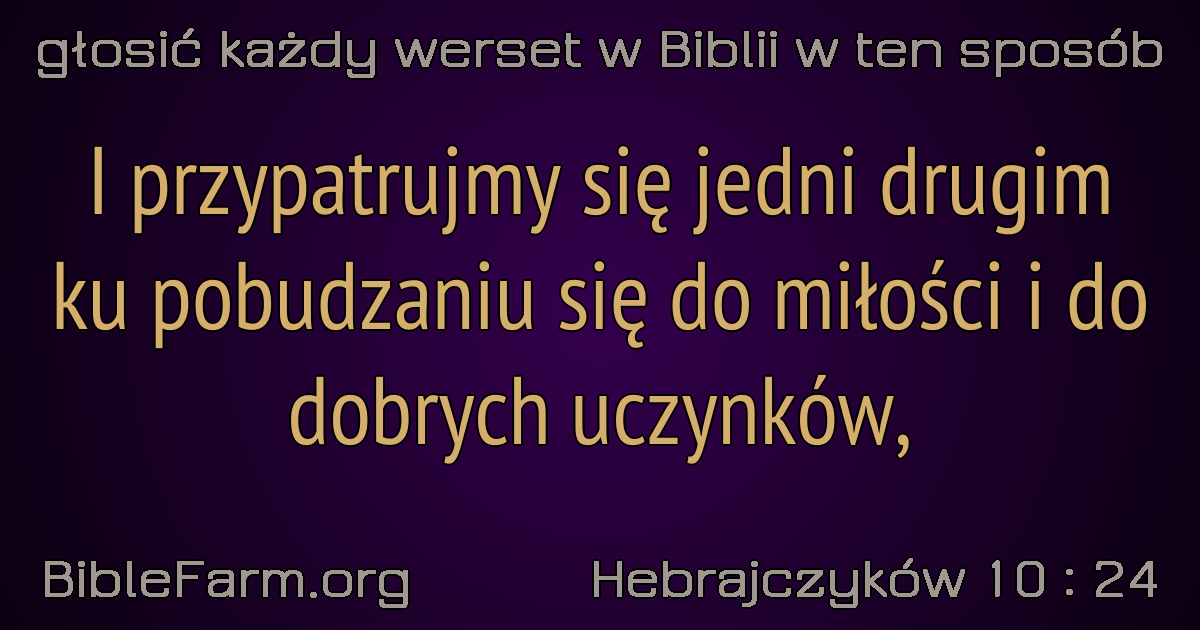 głosić każdy werset w Biblii w ten sposób
I przypatrujmy się jedni drugim
ku pobudzaniu się do miłości i do
dobrych uczynków,
BibleFarm.org
Hebrajczyków 10 : 24